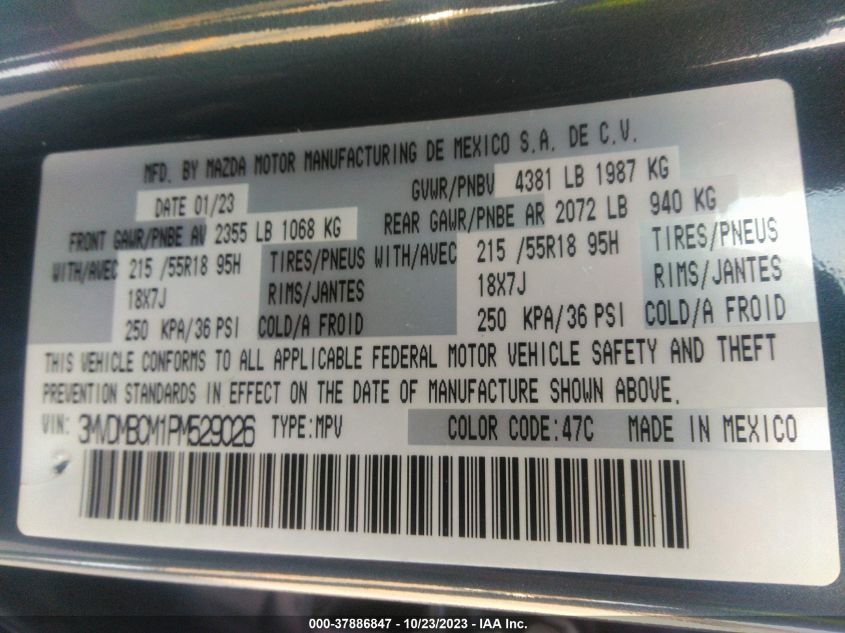 MFD. BY MAZDA MOTOR MANUFACTURING DE MEXICO S.A. DE C.V.
DATE 01/23 GVWR/PNBV 4381 LB 1987 KG
FRONT GAWR/PNBE AV 2355 LB 1068 KG REAR GAWR/PNBE AR 2072 LB 940 KG
WITH/AVEC 215 /55R18 95H TIRES/PNEUS WITH/AVEC 215 /55R18 95H TIRES/PNEUS
18X7J RIMS/JANTES 18X7J RIMS/JANTES
250 KPA/36 PSI COLD/A FROID 250 KPA/36 PSI COLD/A FROID
THIS VEHICLE CONFORMS TO ALL APPLICABLE FEDERAL MOTOR VEHICLE SAFETY AND THEFT
PREVENTION STANDARDS IN EFFECT ON THE DATE OF MANUFACTURE SHOWN ABOVE.
VIN: 3MVDMBCM1PM529026 TYPE:MPV COLOR CODE:47C MADE IN MEXICO
000-37886847 - 10/23/2023 - IAA Inc.